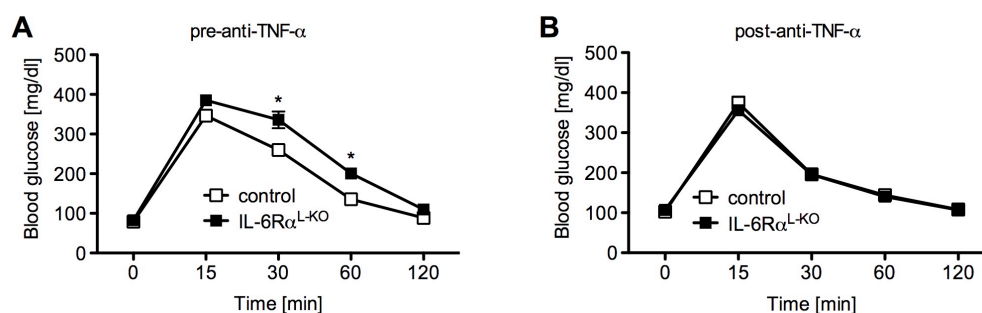 A
pre-anti-TNF-α
Blood glucose [mg/dl]
500
400
300
200
100
0
*
*
control
IL-6Rα^L-KO
0 15 30 60 120
Time [min]
B
post-anti-TNF-α
Blood glucose [mg/dl]
500
400
300
200
100
0
control
IL-6Rα^L-KO
0 15 30 60 120
Time [min]